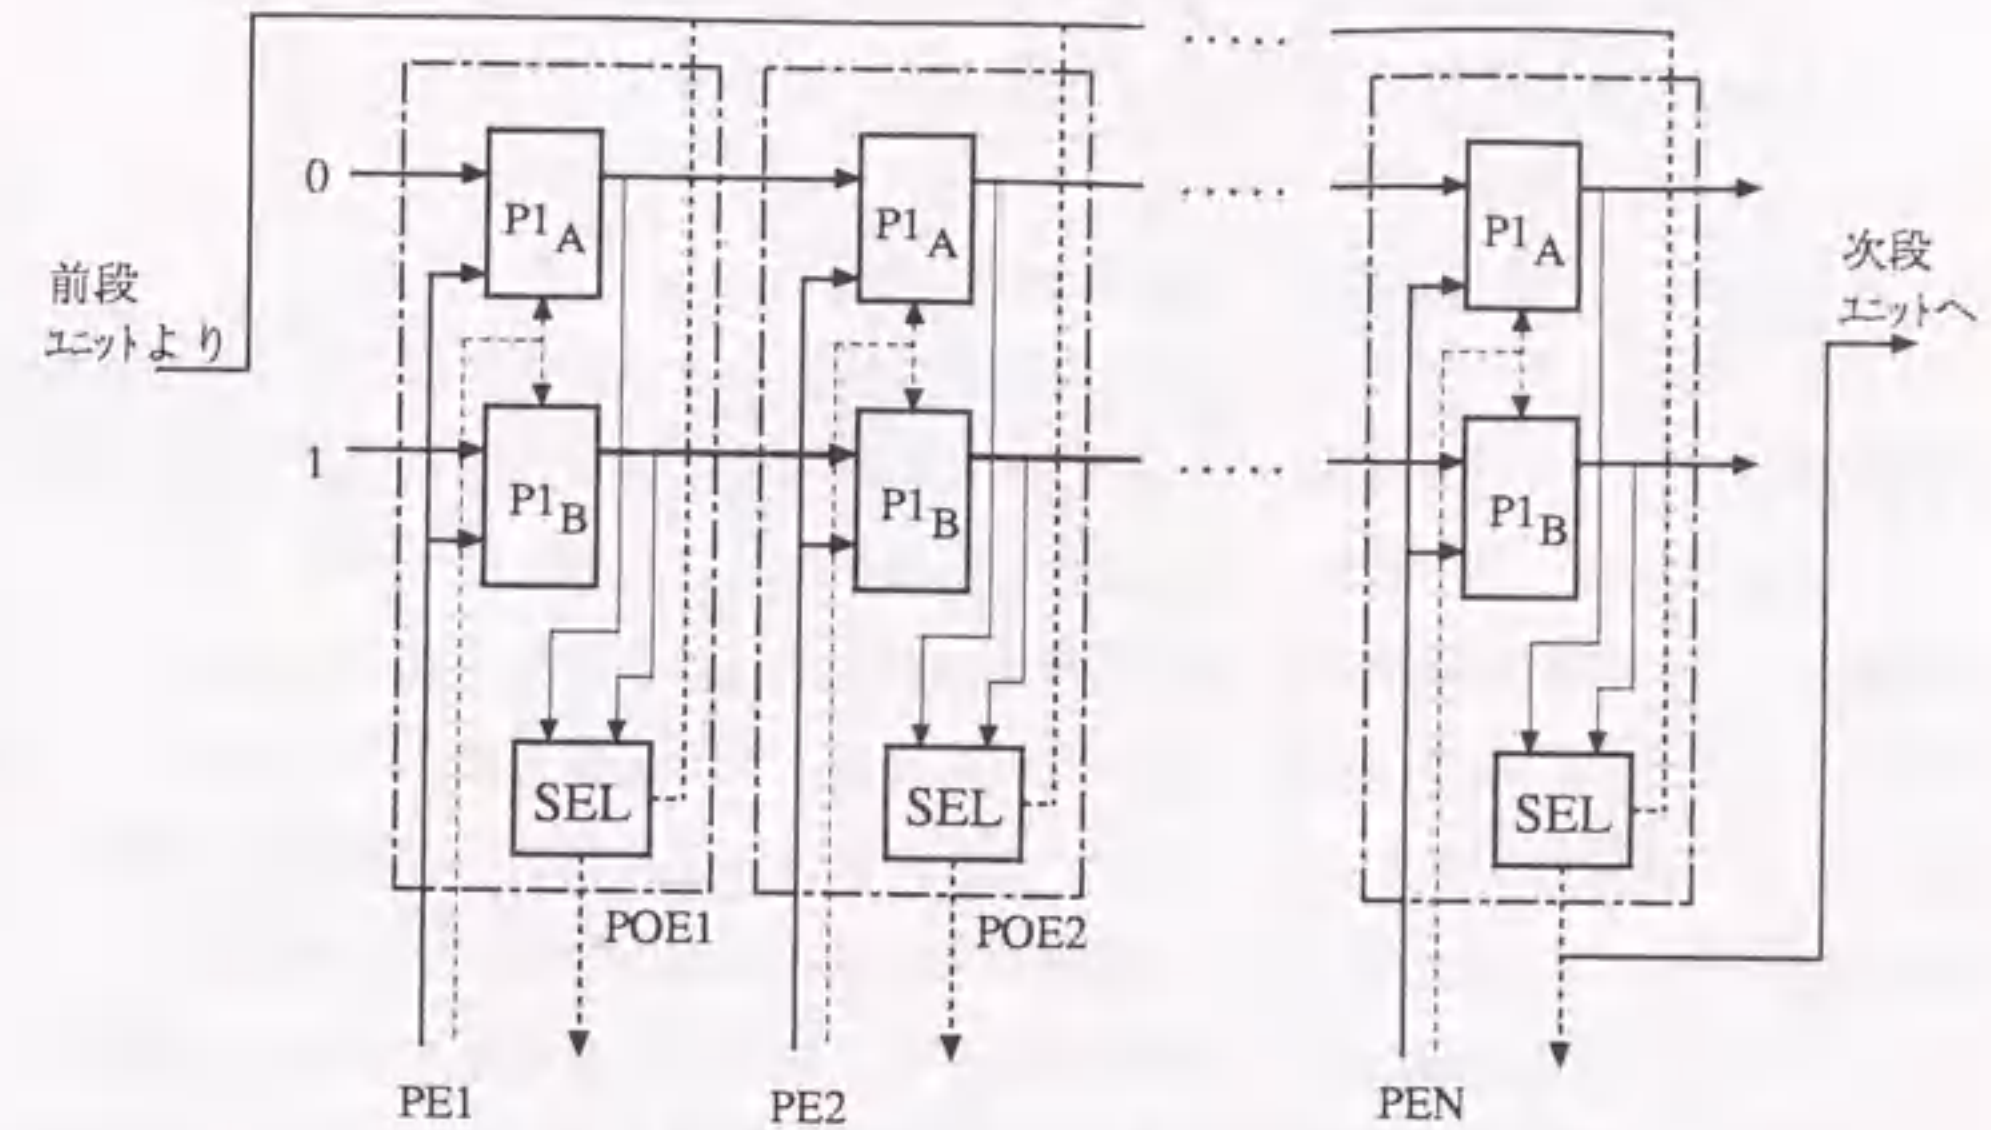 .....
0
P1A
P1A
.....
P1A
前段
ユニットより
次段
ユニットへ
1
P1B
P1B
.....
P1B
SEL
SEL
SEL
POE1
POE2
PE1
PE2
PEN